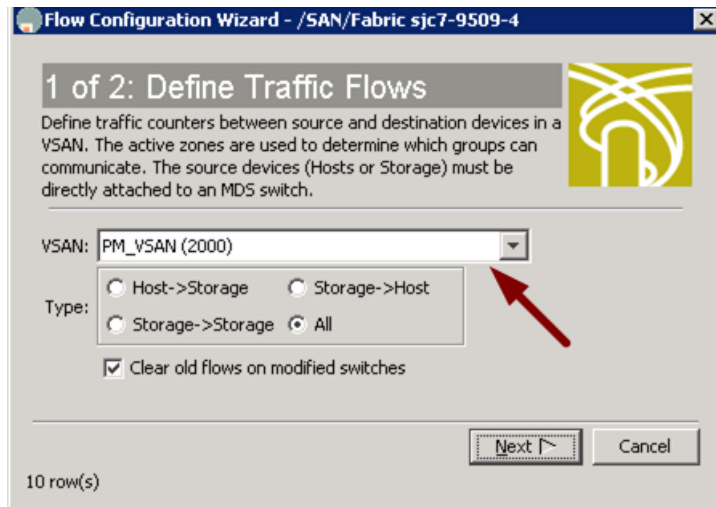 Flow Configuration Wizard - /SAN/Fabric sjc7-9509-4
1 of 2: Define Traffic Flows
Define traffic counters between source and destination devices in a
VSAN. The active zones are used to determine which groups can
communicate. The source devices (Hosts or Storage) must be
directly attached to an MDS switch.
VSAN: PM_VSAN (2000)
Type:
Host->Storage Storage->Host
Storage->Storage All
Clear old flows on modified switches
Next Cancel
10 row(s)